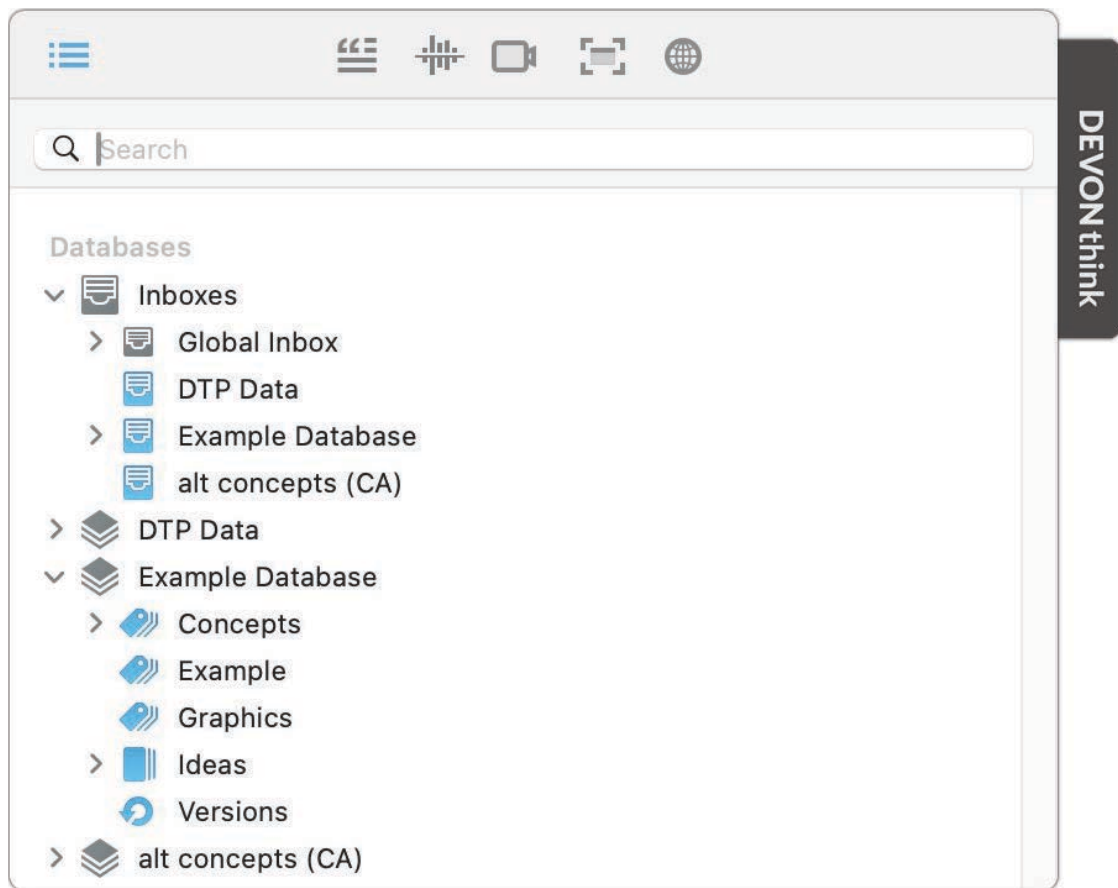 Search
DEVONthink
Databases
Inboxes
Global Inbox
DTP Data
Example Database
alt concepts (CA)
DTP Data
Example Database
Concepts
Example
Graphics
Ideas
Versions
alt concepts (CA)